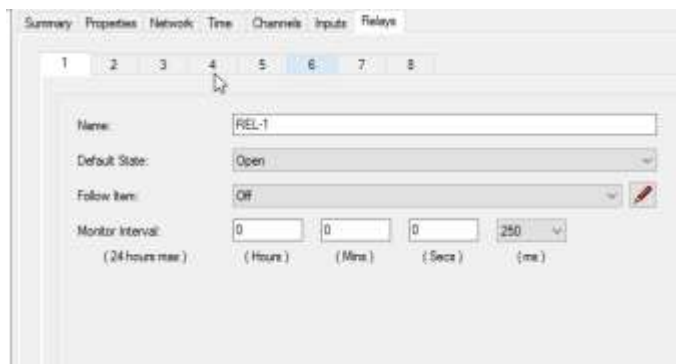 Summary Properties Network Time Channels Inputs Relays
1 2 3 4 5 6 7 8
Name: REL-1
Default State: Open
Follow Item: Off
Monitor Interval: 0 0 0 250
( 24 hours max ) ( Hours ) ( Mins ) ( Secs ) ( ms )